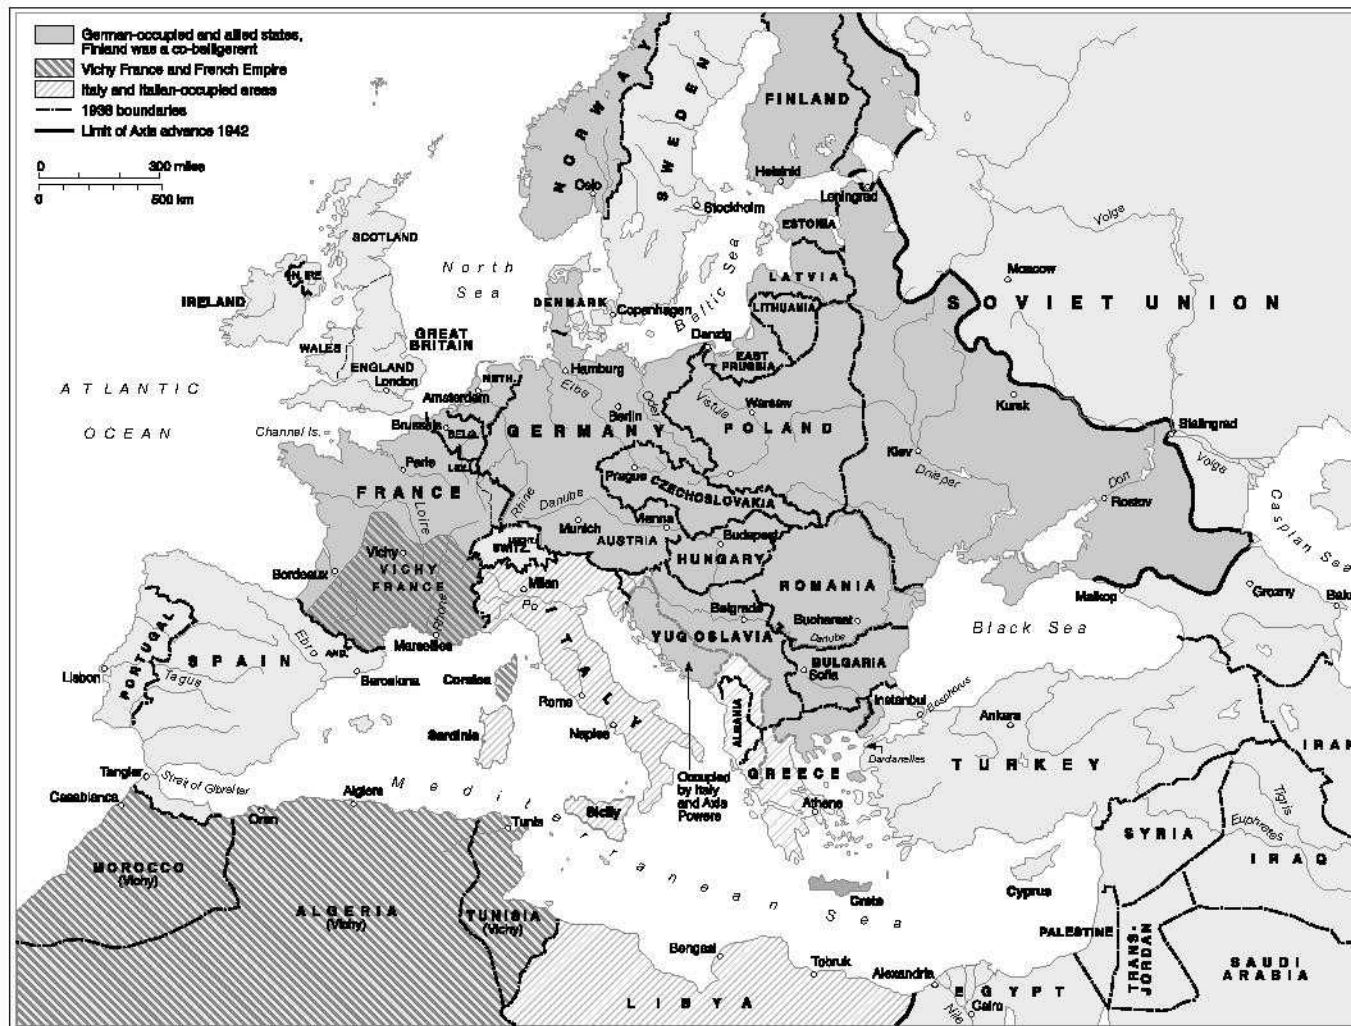 German-occupied and allied states,
Finland was a co-belligerent
Vichy France and French Empire
Italy and Italian-occupied areas
1938 boundaries
Limit of Axis advance 1942
0 300 miles
0 500 km
NORWAY
Oslo
SWEDEN
Stockholm
FINLAND
Helsinki
Leningrad
ESTONIA
LATVIA
LITHUANIA
Baltic Sea
Volga
Moscow
SOVIET UNION
SCOTLAND
N. IRE.
IRELAND
WALES
ENGLAND
London
GREAT
BRITAIN
North
Sea
DENMARK
Copenhagen
Danzig
EAST
PRUSSIA
ATLANTIC
OCEAN
Channel Is.
NETH.
Amsterdam
Brussels
BELG.
LUX.
Hamburg
Elbe
Berlin
Oder
GERMANY
Vistula
Warsaw
POLAND
Kursk
Kiev
Dnieper
Stalingrad
Volga
Don
Rostov
Caspian Sea
Paris
FRANCE
Loire
Rhine
Danube
Munich
Prague
CZECHOSLOVAKIA
Vienna
AUSTRIA
Budapest
HUNGARY
SWITZ.
Vichy
VICHY
FRANCE
Bordeaux
Rhone
Marseilles
Milan
Po
ITALY
Rome
Naples
Corsica
Sardinia
Sicily
ROMANIA
Bucharest
Danube
Belgrade
YUGOSLAVIA
BULGARIA
Sofia
ALBANIA
Occupied
by Italy
and Axis
Powers
GREECE
Athens
Crete
Black Sea
Maikop
Grozny
Baku
Istanbul
Bosphorus
Dardanelles
Ankara
TURKEY
IRAN
PORTUGAL
Lisbon
SPAIN
Tagus
Ebro
AND.
Barcelona
Tangier
Strait of Gibraltar
Casablanca
Oran
Algiers
Tunis
Mediterranean Sea
MOROCCO
(Vichy)
ALGERIA
(Vichy)
TUNISIA
(Vichy)
Bengasi
Tobruk
LIBYA
Alexandria
EGYPT
Nile
Cairo
Cyprus
SYRIA
Tigris
Euphrates
IRAQ
PALESTINE
TRANS-
JORDAN
SAUDI
ARABIA